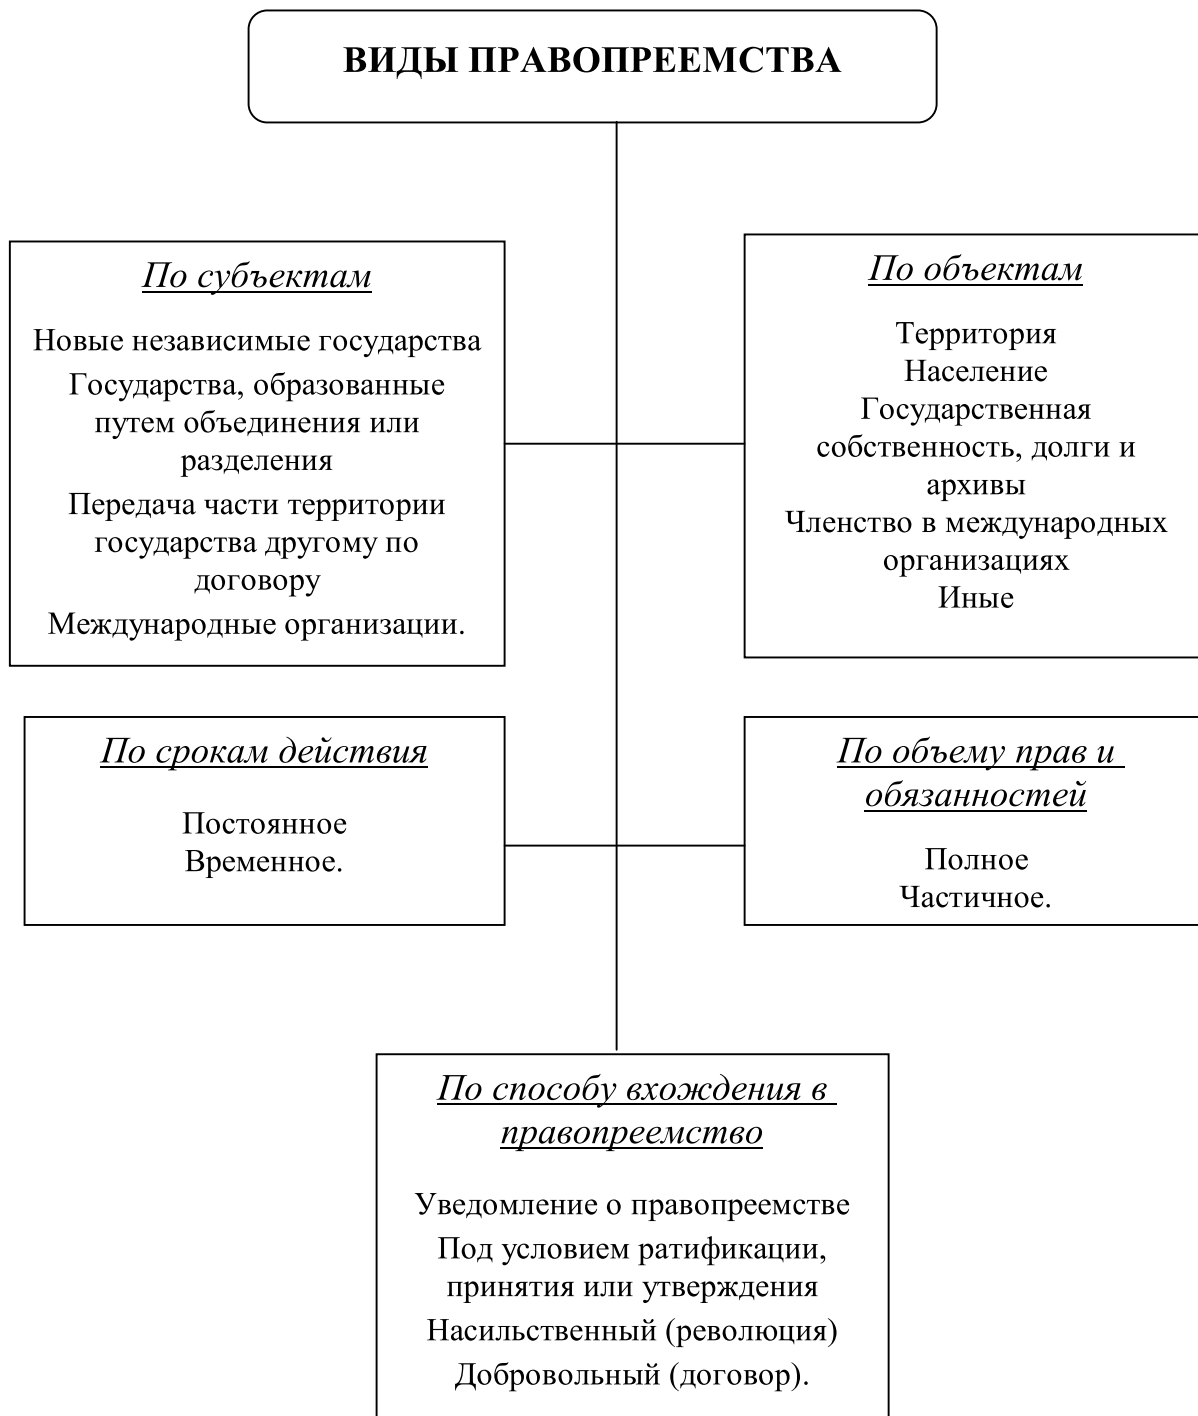 ВИДЫ ПРАВОПРЕЕМСТВА
По субъектам
Новые независимые государства
Государства, образованные
путем объединения или
разделения
Передача части территории
государства другому по
договору
Международные организации.
По объектам
Территория
Население
Государственная
собственность, долги и
архивы
Членство в международных
организациях
Иные
По срокам действия
Постоянное
Временное.
По объему прав и
обязанностей
Полное
Частичное.
По способу вхождения в
правопреемство
Уведомление о правопреемстве
Под условием ратификации,
принятия или утверждения
Насильственный (революция)
Добровольный (договор).